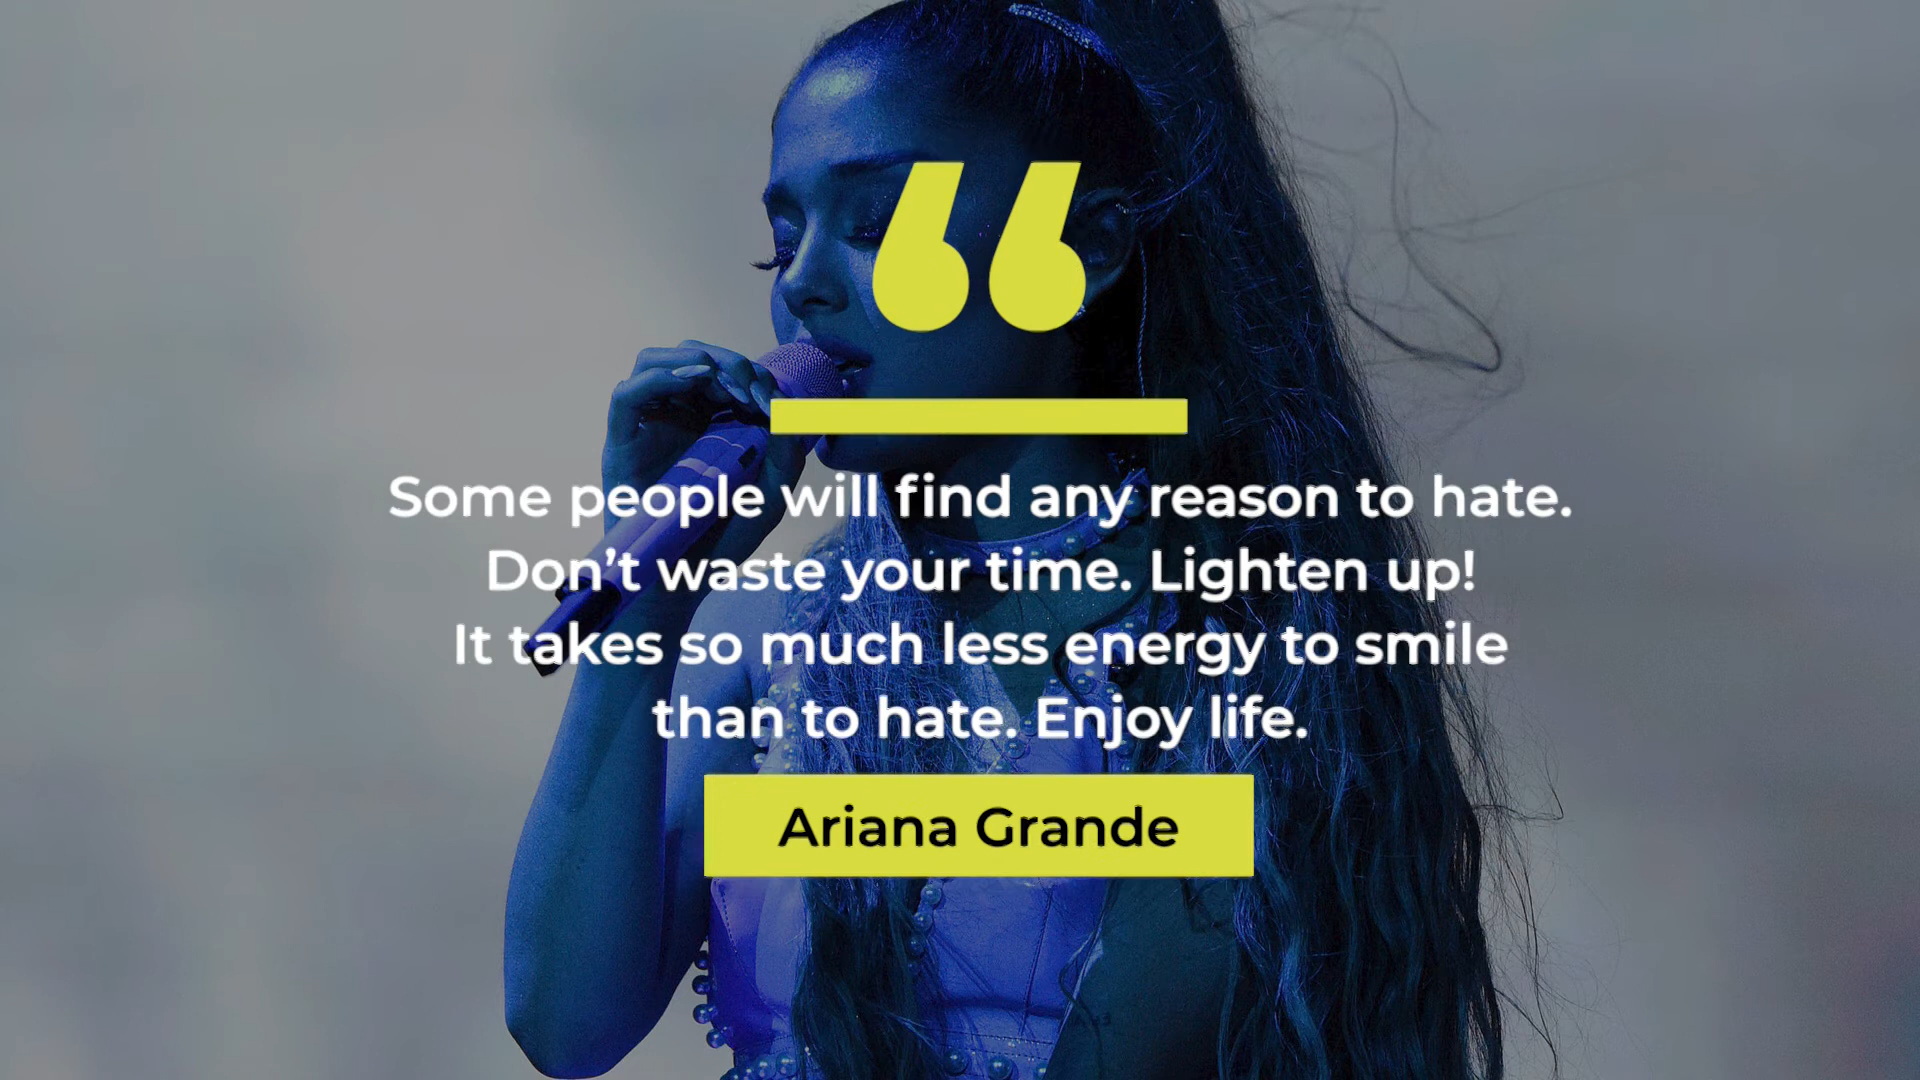 “
Some people will find any reason to hate.
Don’t waste your time. Lighten up!
It takes so much less energy to smile
than to hate. Enjoy life.
Ariana Grande